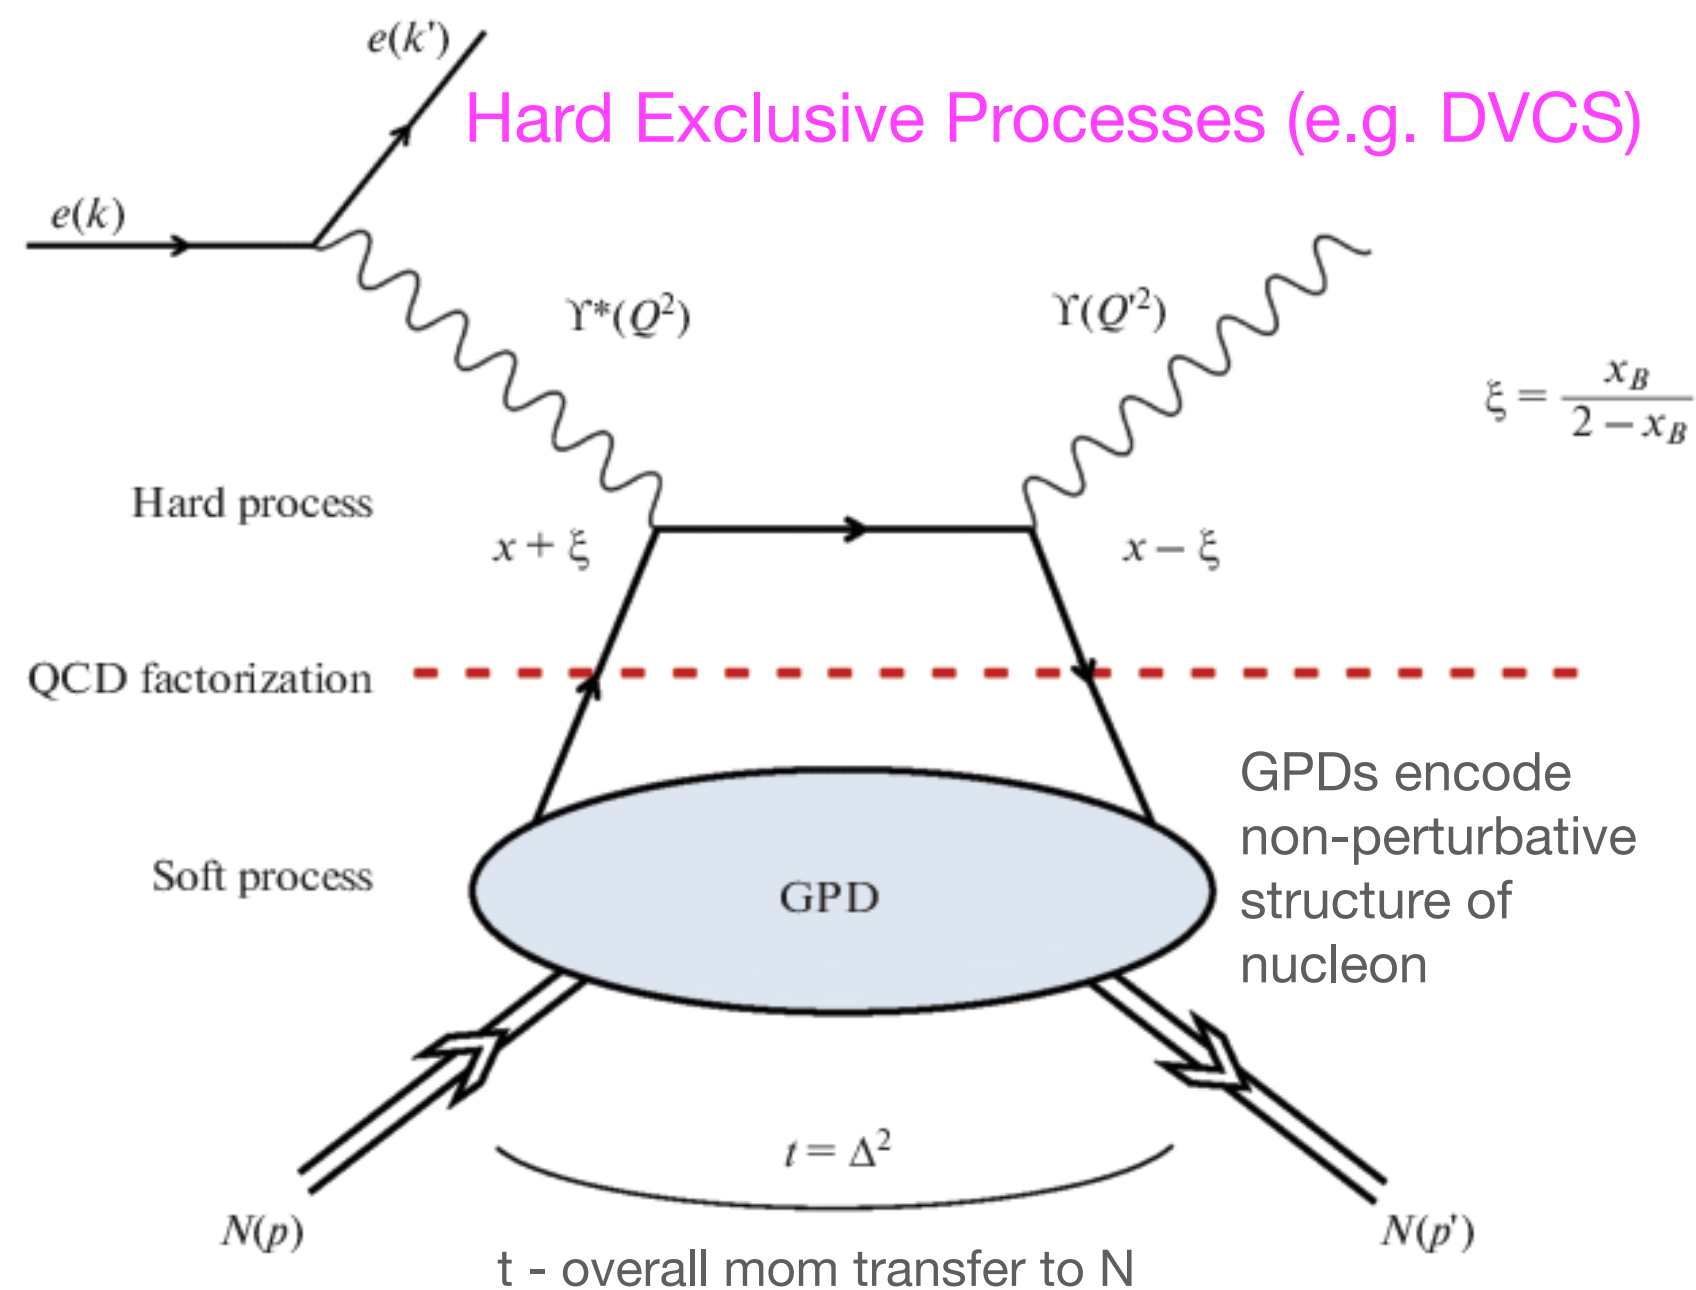 e(k')
Hard Exclusive Processes (e.g. DVCS)
e(k)
ϒ*(Q²)
ϒ(Q'²)
ξ = x_B / 2 − x_B
Hard process
x + ξ
x − ξ
QCD factorization
GPDs encode
non-perturbative
structure of
nucleon
Soft process
GPD
t = Δ²
N(p)
N(p')
t - overall mom transfer to N